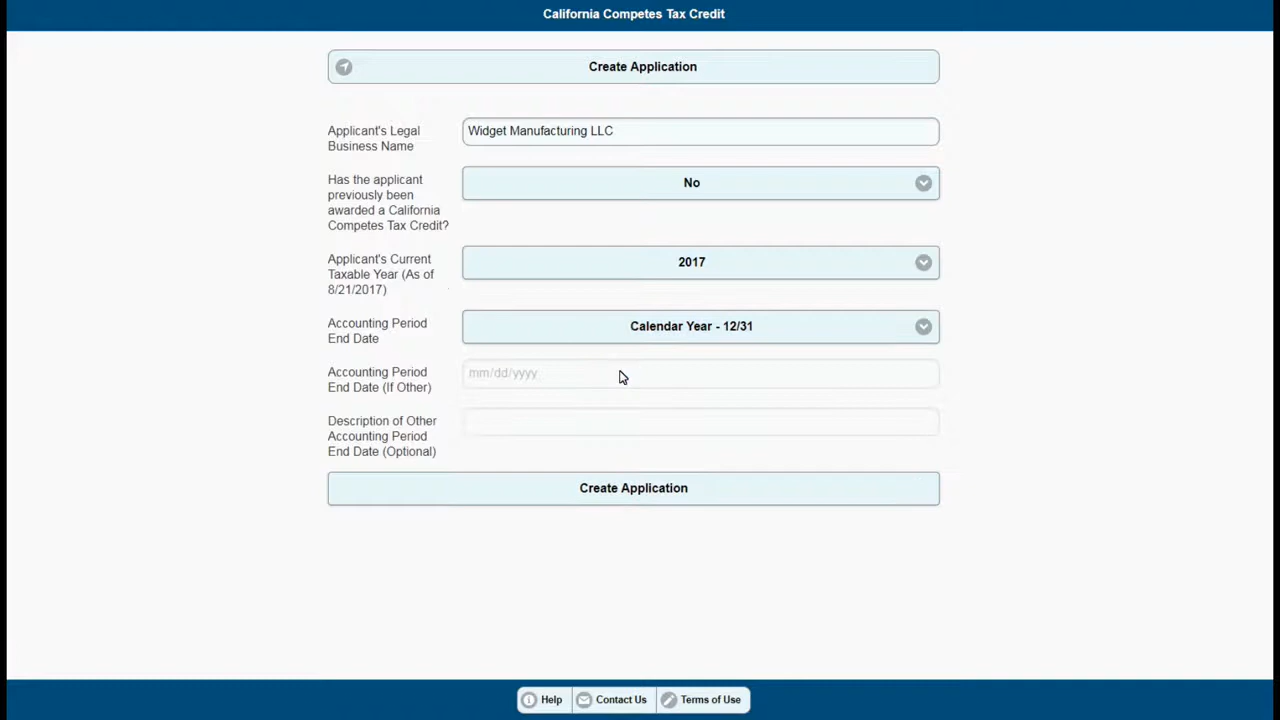 California Competes Tax Credit
Create Application
Applicant's Legal
Business Name
Widget Manufacturing LLC
Has the applicant
previously been
awarded a California
Competes Tax Credit?
No
Applicant's Current
Taxable Year (As of
8/21/2017)
2017
Accounting Period
End Date
Calendar Year - 12/31
Accounting Period
End Date (If Other)
mm/dd/yyyy
Description of Other
Accounting Period
End Date (Optional)
Create Application
Help
Contact Us
Terms of Use